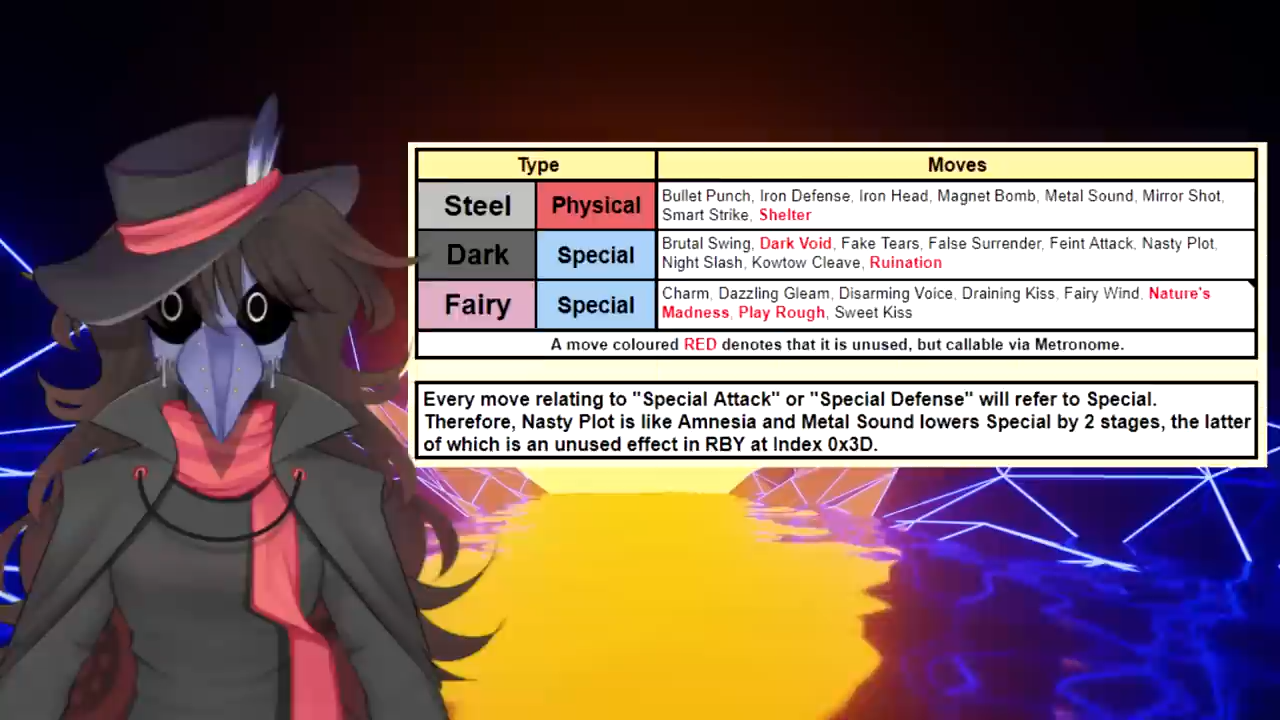 Type Moves
Steel Physical Bullet Punch, Iron Defense, Iron Head, Magnet Bomb, Metal Sound, Mirror Shot,
Smart Strike, Shelter
Dark Special Brutal Swing, Dark Void, Fake Tears, False Surrender, Feint Attack, Nasty Plot,
Night Slash, Kowtow Cleave, Ruination
Fairy Special Charm, Dazzling Gleam, Disarming Voice, Draining Kiss, Fairy Wind, Nature's
Madness, Play Rough, Sweet Kiss
A move coloured RED denotes that it is unused, but callable via Metronome.
Every move relating to "Special Attack" or "Special Defense" will refer to Special.
Therefore, Nasty Plot is like Amnesia and Metal Sound lowers Special by 2 stages, the latter
of which is an unused effect in RBY at Index 0x3D.